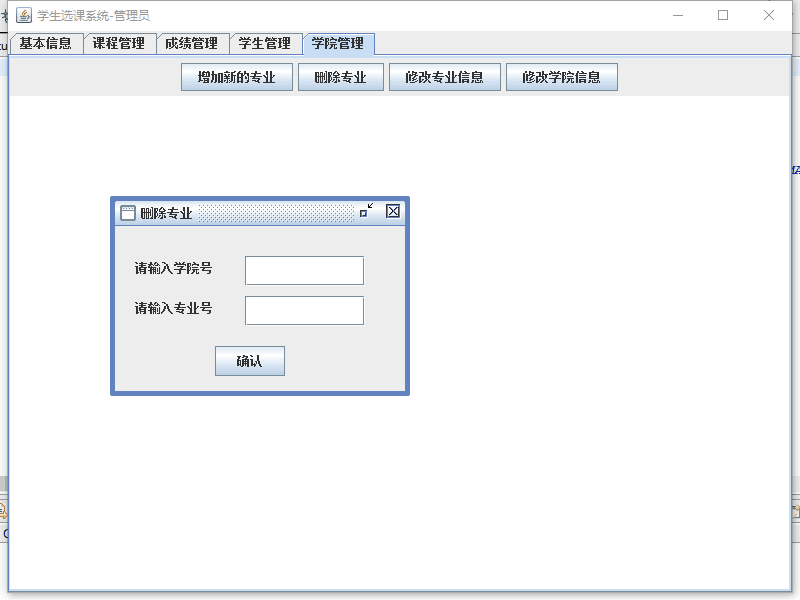 学生选课系统-管理员
基本信息 课程管理 成绩管理 学生管理 学院管理
增加新的专业 删除专业 修改专业信息 修改学院信息
删除专业
请输入学院号
请输入专业号
确认